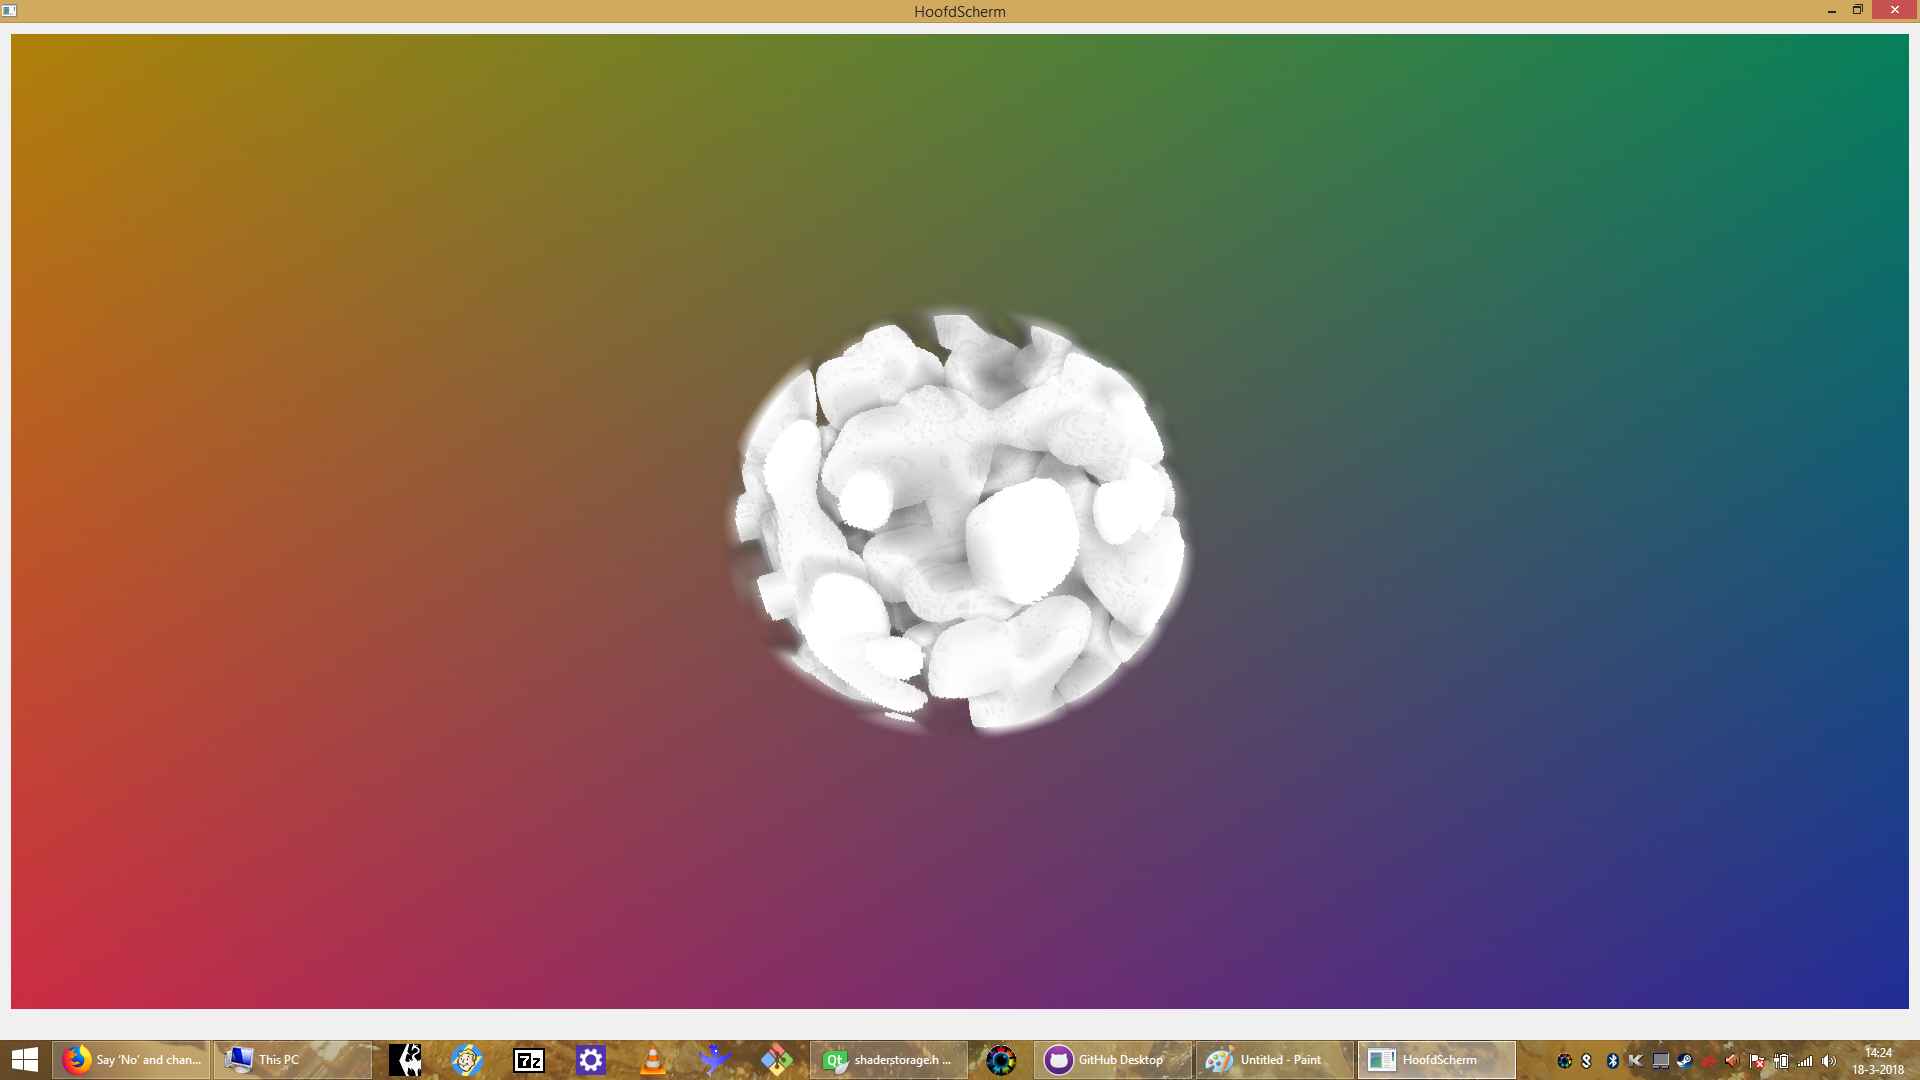 HoofdScherm
Say ‘No’ and chan...
This PC
7z
Qt
shaderstorage.h ...
GitHub Desktop
Untitled - Paint
HoofdScherm
14:24
18-3-2018